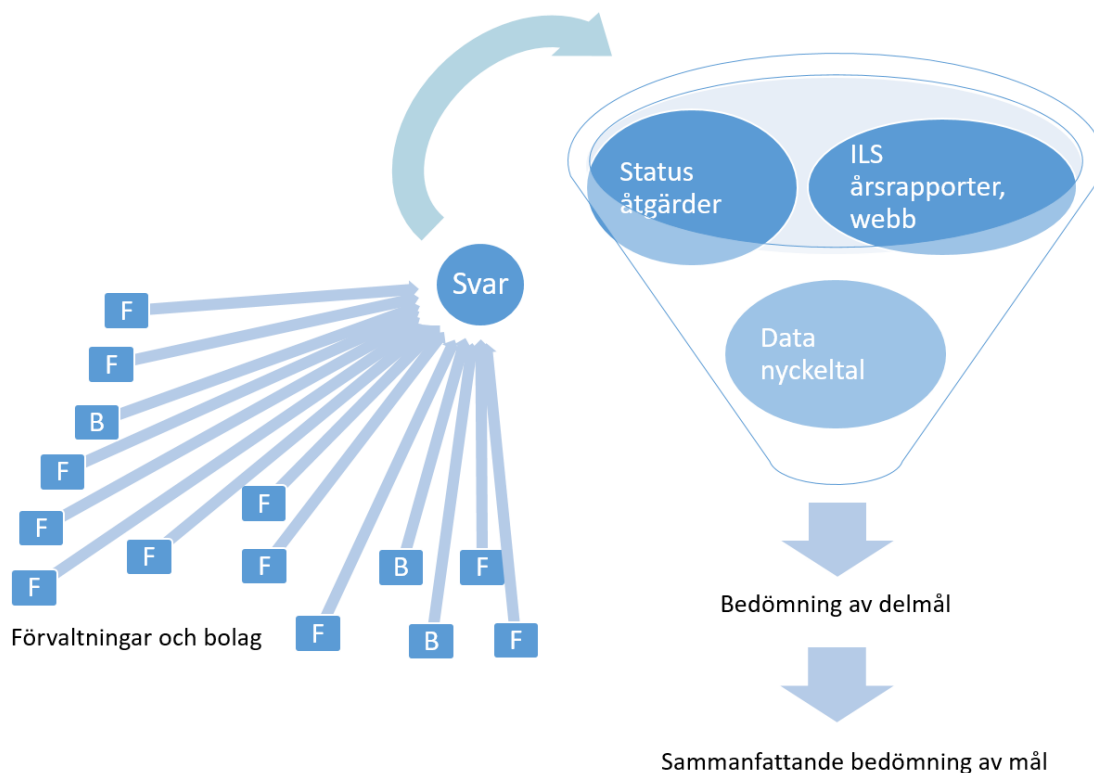 Svar
F
F
B
F
F
F
F
F
F
F
B
B
F
F
Förvaltningar och bolag
Status
åtgärder
ILS
årsrapporter,
webb
Data
nyckeltal
Bedömning av delmål
Sammanfattande bedömning av mål